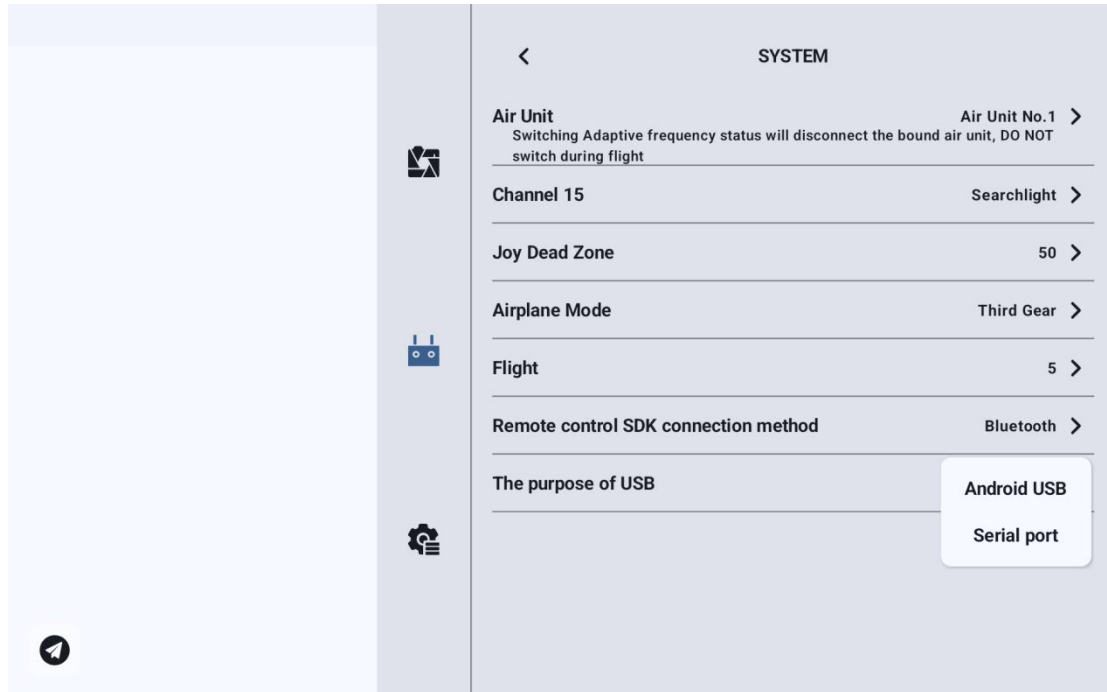 SYSTEM
Air Unit
Air Unit No.1
Switching Adaptive frequency status will disconnect the bound air unit, DO NOT
switch during flight
Channel 15
Searchlight
Joy Dead Zone
50
Airplane Mode
Third Gear
Flight
5
Remote control SDK connection method
Bluetooth
The purpose of USB
Android USB
Serial port